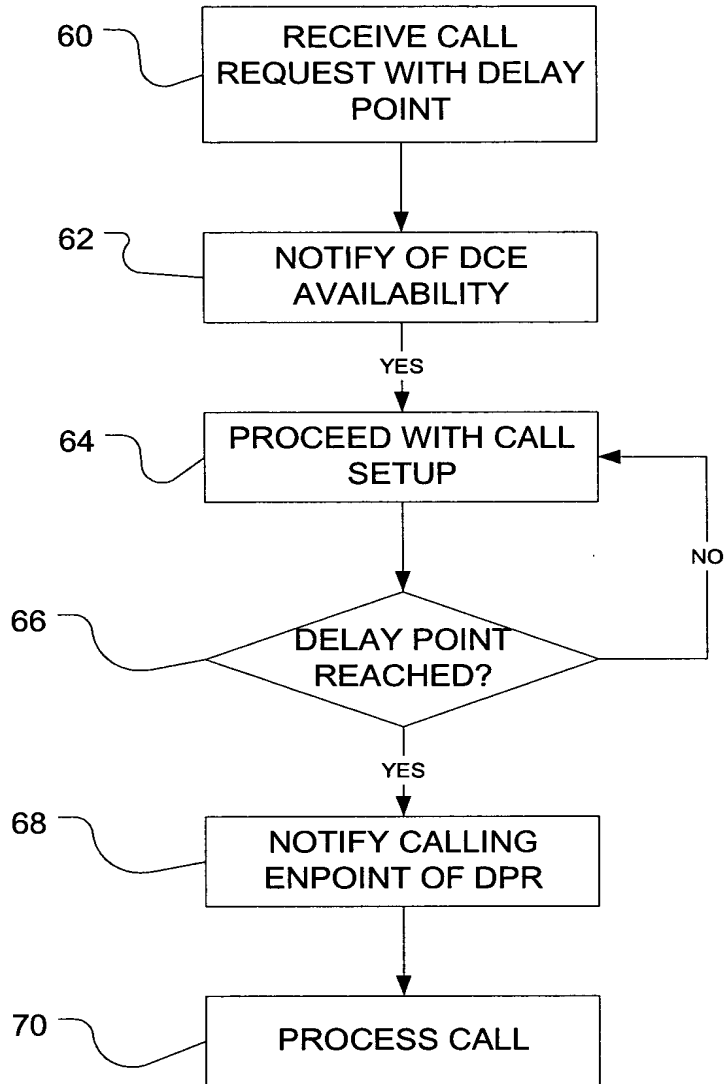 60
RECEIVE CALL
REQUEST WITH DELAY
POINT
62
NOTIFY OF DCE
AVAILABILITY
YES
64
PROCEED WITH CALL
SETUP
NO
66
DELAY POINT
REACHED?
YES
68
NOTIFY CALLING
ENPOINT OF DPR
70
PROCESS CALL